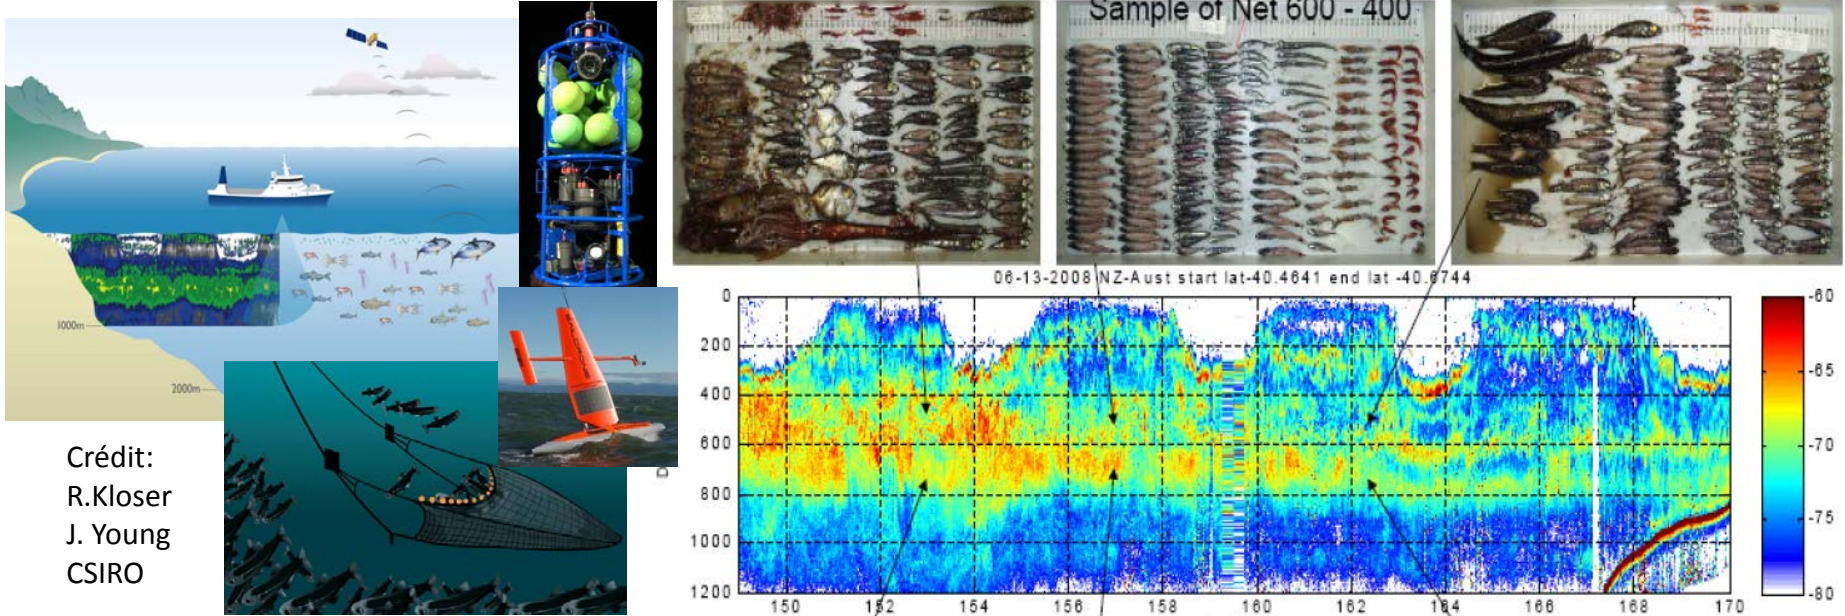 Sample of Net 600 - 400
1000m
2000m
SAILDRONE
Crédit:
R.Kloser
J. Young
CSIRO
06-13-2008 NZ-Aust start lat-40.4641 end lat -40.6744
0
200
400
600
800
1000
1200
D
150 152 154 156 158 160 162 164 166 168 170
-60
-65
-70
-75
-80